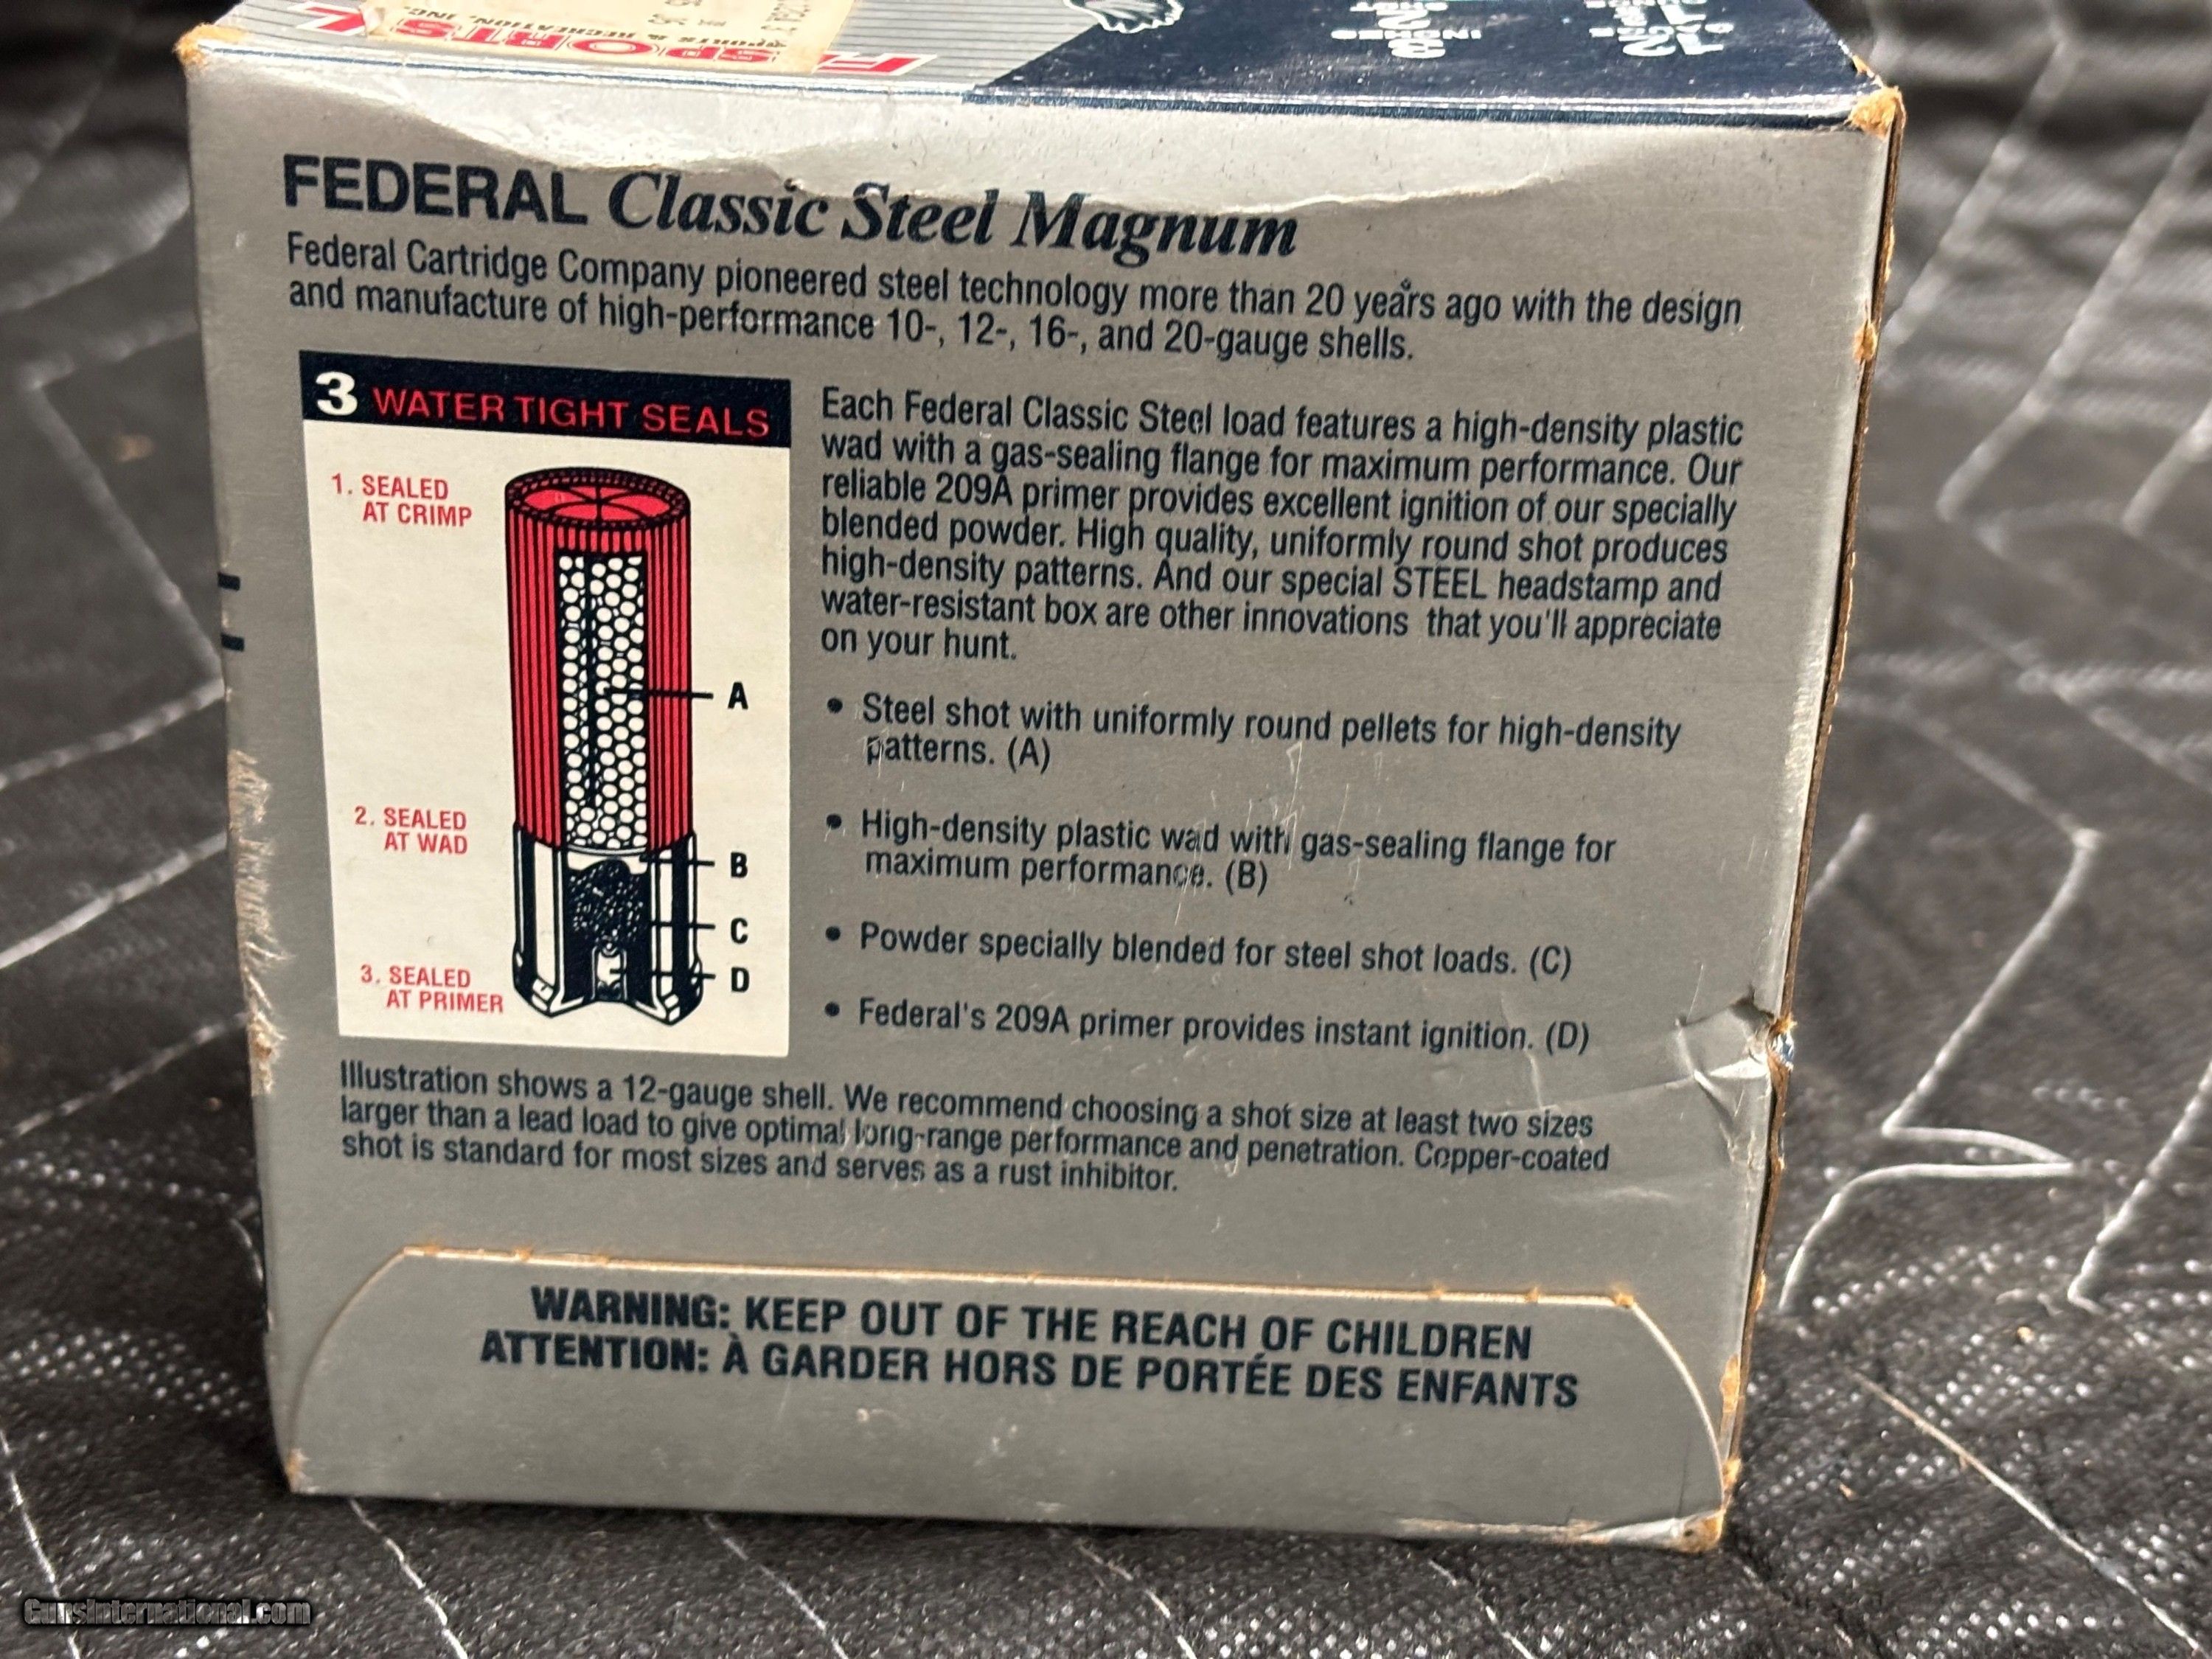 SPORTS & RECREATION, INC.
3
INCHES
12
GAUGE
FEDERAL Classic Steel Magnum
Federal Cartridge Company pioneered steel technology more than 20 years ago with the design
and manufacture of high-performance 10-, 12-, 16-, and 20-gauge shells.
3 WATER TIGHT SEALS
1. SEALED
AT CRIMP
2. SEALED
AT WAD
3. SEALED
AT PRIMER
A
B
C
D
Each Federal Classic Steel load features a high-density plastic
wad with a gas-sealing flange for maximum performance. Our
reliable 209A primer provides excellent ignition of our specially
blended powder. High quality, uniformly round shot produces
high-density patterns. And our special STEEL headstamp and
water-resistant box are other innovations that you'll appreciate
on your hunt.
• Steel shot with uniformly round pellets for high-density
patterns. (A)
• High-density plastic wad with gas-sealing flange for
maximum performance. (B)
• Powder specially blended for steel shot loads. (C)
• Federal's 209A primer provides instant ignition. (D)
Illustration shows a 12-gauge shell. We recommend choosing a shot size at least two sizes
larger than a lead load to give optimal long-range performance and penetration. Copper-coated
shot is standard for most sizes and serves as a rust inhibitor.
WARNING: KEEP OUT OF THE REACH OF CHILDREN
ATTENTION: À GARDER HORS DE PORTÉE DES ENFANTS
GunsInternational.com